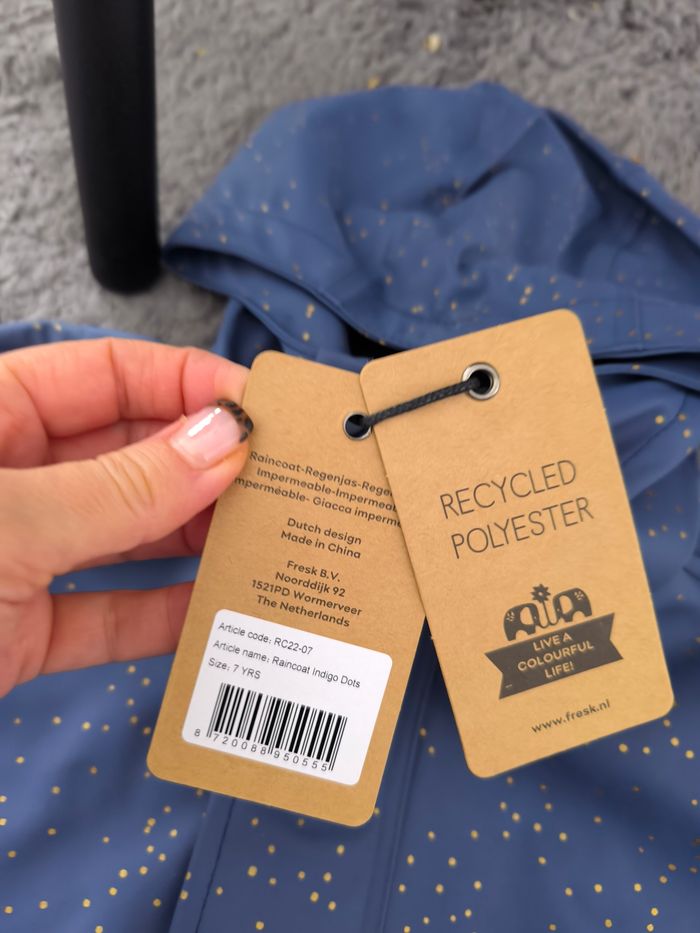 Raincoat-Regenjas-Regen
Impermeable-Impermeab
mperméable- Giacca imperme
Dutch design
Made in China
Fresk B.V.
Noorddijk 92
1521PD Wormerveer
The Netherlands
Article code: RC22-07
Article name: Raincoat Indigo Dots
Size: 7 YRS
8 720088 950555
RECYCLED
POLYESTER
LIVE A
COLOURFUL
LIFE!
www.fresk.nl